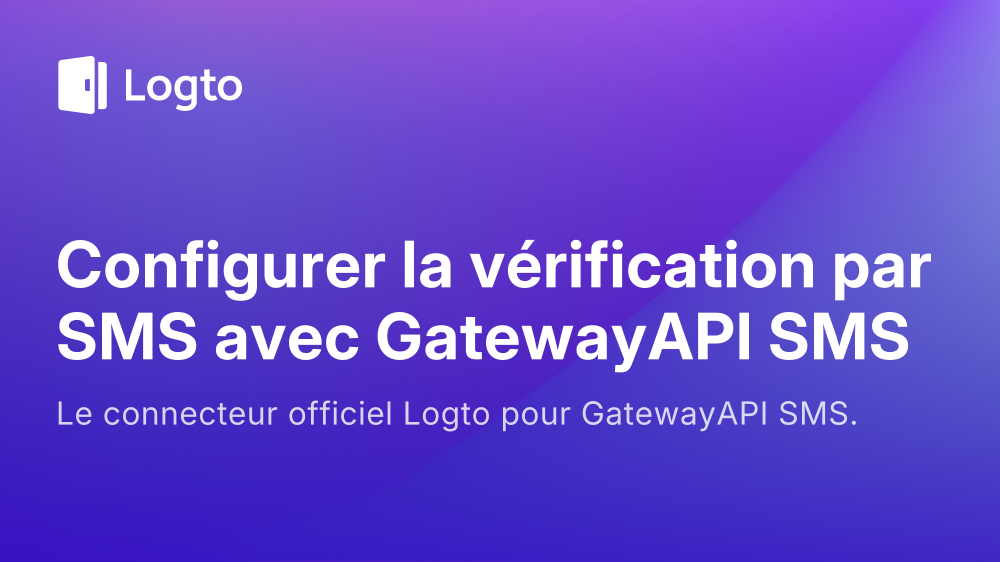 Logto
Configurer la vérification par
SMS avec GatewayAPI SMS
Le connecteur officiel Logto pour GatewayAPI SMS.